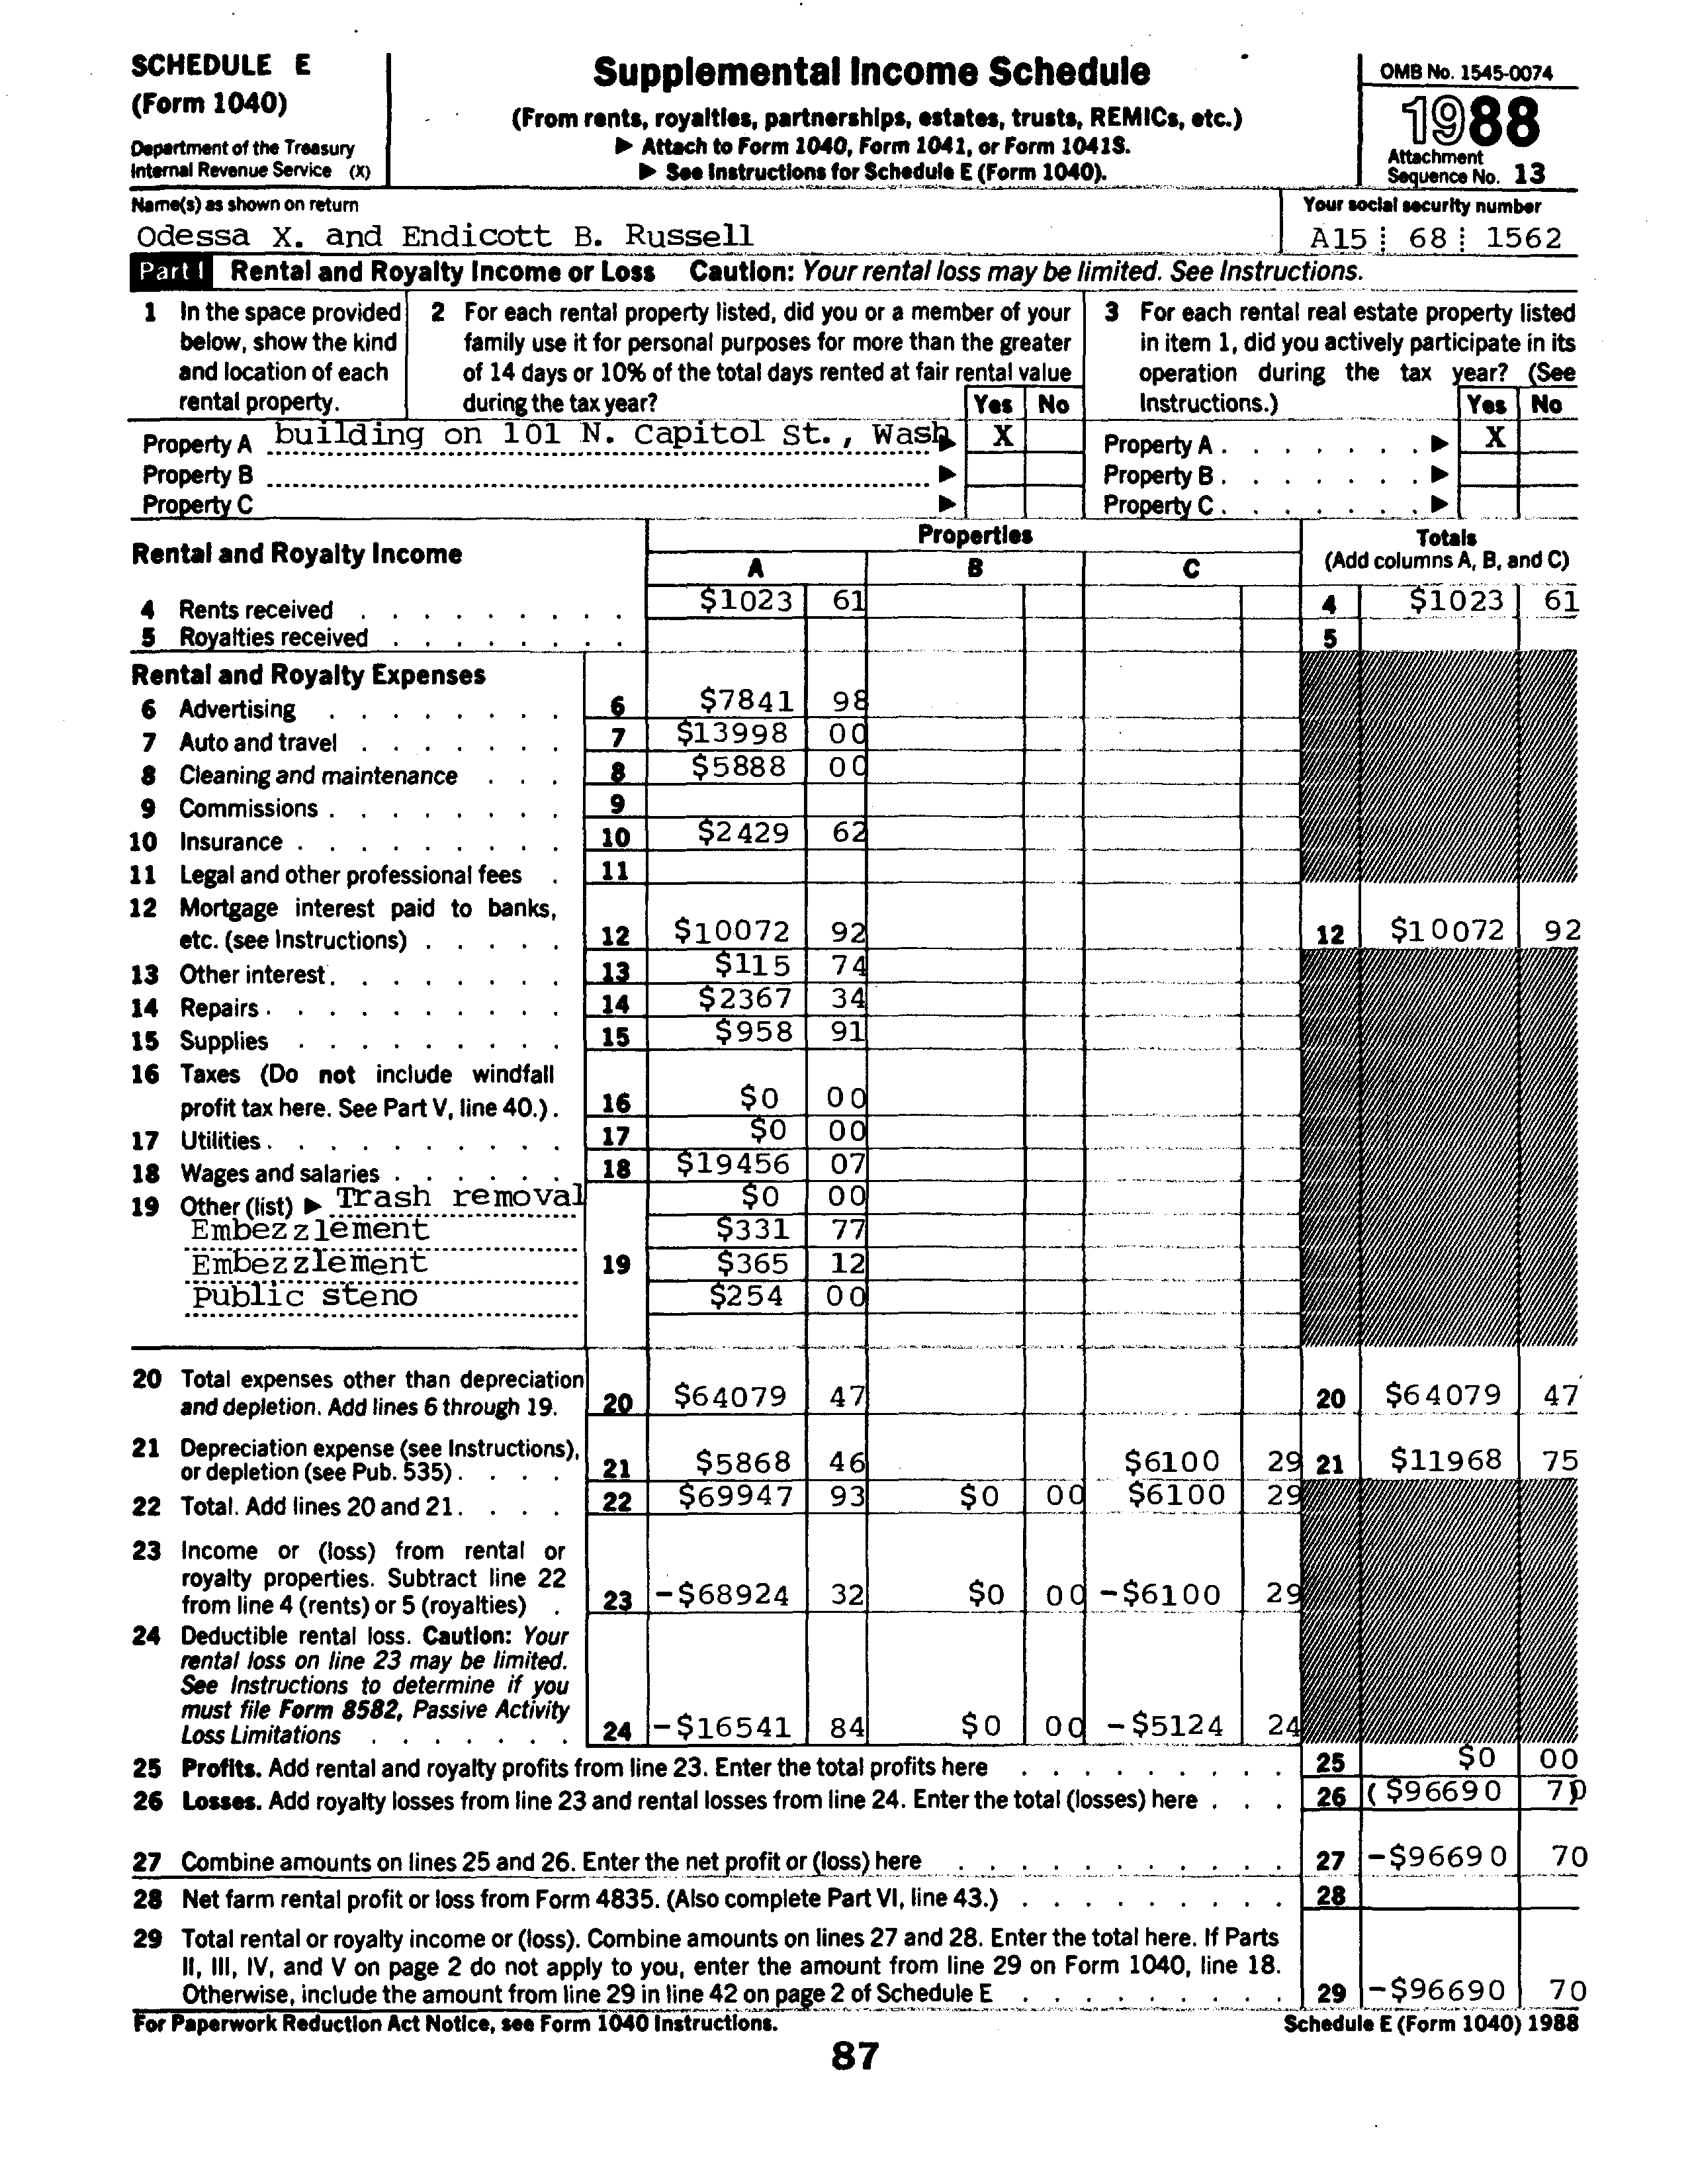 SCHEDULE E
(Form 1040)
Department of the Treasury
Internal Revenue Service (X)
Supplemental Income Schedule
(From rents, royalties, partnerships, estates, trusts, REMICs, etc.)
▶ Attach to Form 1040, Form 1041, or Form 1041S.
▶ See Instructions for Schedule E (Form 1040).
OMB No. 1545-0074
1988
Attachment
Sequence No. 13
Name(s) as shown on return
Your social security number
Odessa X. and Endicott B. Russell
A15 68 1562
Part I Rental and Royalty Income or Loss Caution: Your rental loss may be limited. See Instructions.
1 In the space provided
below, show the kind
and location of each
rental property.
2 For each rental property listed, did you or a member of your
family use it for personal purposes for more than the greater
of 14 days or 10% of the total days rented at fair rental value
during the tax year? Yes No
3 For each rental real estate property listed
in item 1, did you actively participate in its
operation during the tax year? (See
Instructions.) Yes No
Property A building on 101 N. Capitol St., Wash ▶ X Property A . . . . . . . ▶ X
Property B ▶ Property B . . . . . . . ▶
Property C ▶ Property C . . . . . . . ▶
Rental and Royalty Income
Properties
A B C
Totals
(Add columns A, B, and C)
4 Rents received . . . . . . . . . $1023 61 4 $1023 61
5 Royalties received . . . . . . . . 5
Rental and Royalty Expenses
6 Advertising . . . . . . . . 6 $7841 98
7 Auto and travel . . . . . . . 7 $13998 00
8 Cleaning and maintenance . . . 8 $5888 00
9 Commissions . . . . . . . . 9
10 Insurance . . . . . . . . . 10 $2429 62
11 Legal and other professional fees . 11
12 Mortgage interest paid to banks,
etc. (see Instructions) . . . . . 12 $10072 92 12 $10072 92
13 Other interest. . . . . . . . 13 $115 74
14 Repairs . . . . . . . . . . 14 $2367 34
15 Supplies . . . . . . . . . 15 $958 91
16 Taxes (Do not include windfall
profit tax here. See Part V, line 40.) . 16 $0 00
17 Utilities . . . . . . . . . . 17 $0 00
18 Wages and salaries . . . . . . 18 $19456 07
19 Other (list) ▶ Trash removal $0 00
Embezzlement $331 77
Embezzlement 19 $365 12
Public steno $254 00
20 Total expenses other than depreciation
and depletion. Add lines 6 through 19. 20 $64079 47 20 $64079 47
21 Depreciation expense (see Instructions),
or depletion (see Pub. 535) . . . . 21 $5868 46 $6100 29 21 $11968 75
22 Total. Add lines 20 and 21 . . . . 22 $69947 93 $0 00 $6100 29
23 Income or (loss) from rental or
royalty properties. Subtract line 22
from line 4 (rents) or 5 (royalties) . 23 -$68924 32 $0 00 -$6100 29
24 Deductible rental loss. Caution: Your
rental loss on line 23 may be limited.
See Instructions to determine if you
must file Form 8582, Passive Activity
Loss Limitations . . . . . . . 24 -$16541 84 $0 00 -$5124 24
25 Profits. Add rental and royalty profits from line 23. Enter the total profits here . . . . . . . . . 25 $0 00
26 Losses. Add royalty losses from line 23 and rental losses from line 24. Enter the total (losses) here . . . 26 ($96690 70)
27 Combine amounts on lines 25 and 26. Enter the net profit or (loss) here . . . . . . . . . . . 27 -$96690 70
28 Net farm rental profit or loss from Form 4835. (Also complete Part VI, line 43.) . . . . . . . . . 28
29 Total rental or royalty income or (loss). Combine amounts on lines 27 and 28. Enter the total here. If Parts
II, III, IV, and V on page 2 do not apply to you, enter the amount from line 29 on Form 1040, line 18.
Otherwise, include the amount from line 29 in line 42 on page 2 of Schedule E . . . . . . . . . 29 -$96690 70
For Paperwork Reduction Act Notice, see Form 1040 Instructions.
Schedule E (Form 1040) 1988
87